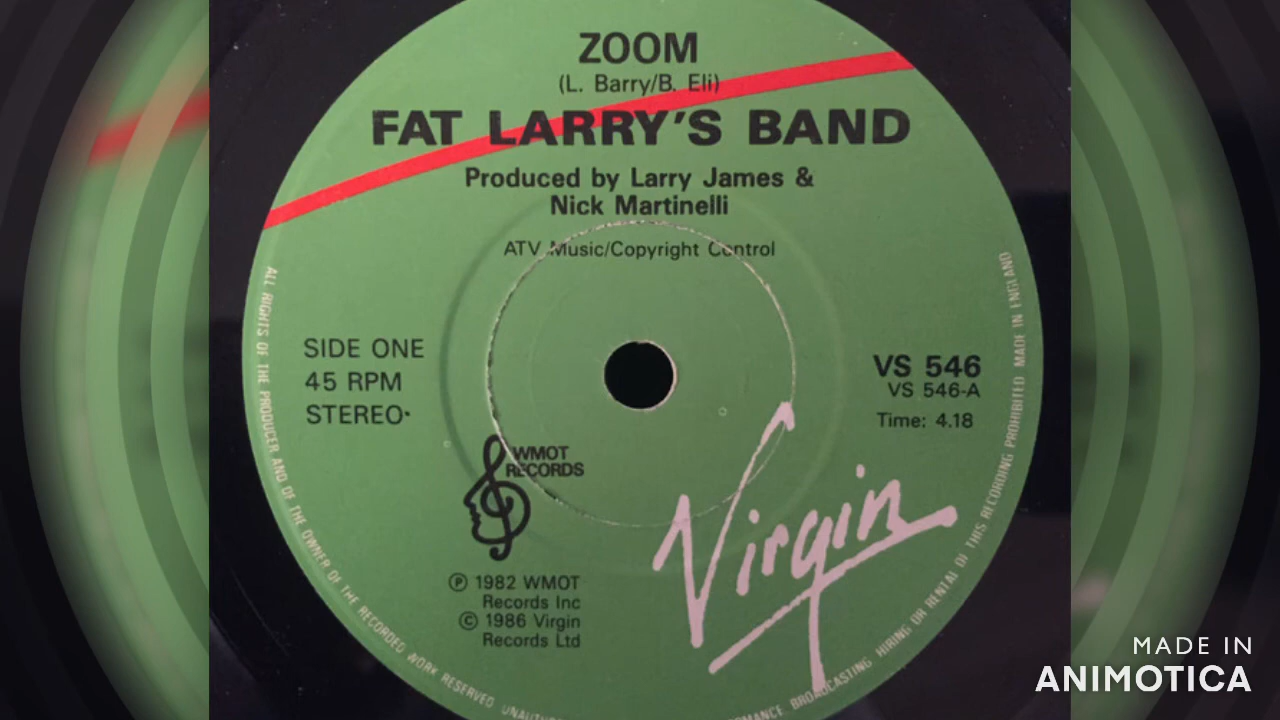 ZOOM
(L. Barry/B. Eli)
FAT LARRY'S BAND
Produced by Larry James &
Nick Martinelli
ATV Music/Copyright Control
SIDE ONE
45 RPM
STEREO
VS 546
VS 546-A
Time: 4.18
WMOT
RECORDS
Virgin
℗ 1982 WMOT
Records Inc
© 1986 Virgin
Records Ltd
ALL RIGHTS OF THE PRODUCER AND OF THE OWNER OF THE RECORDED WORK RESERVED
BROADCASTING HIRING OR RENTAL OF THIS RECORDING PROHIBITED MADE IN ENGLAND
MADE IN
ANIMOTICA